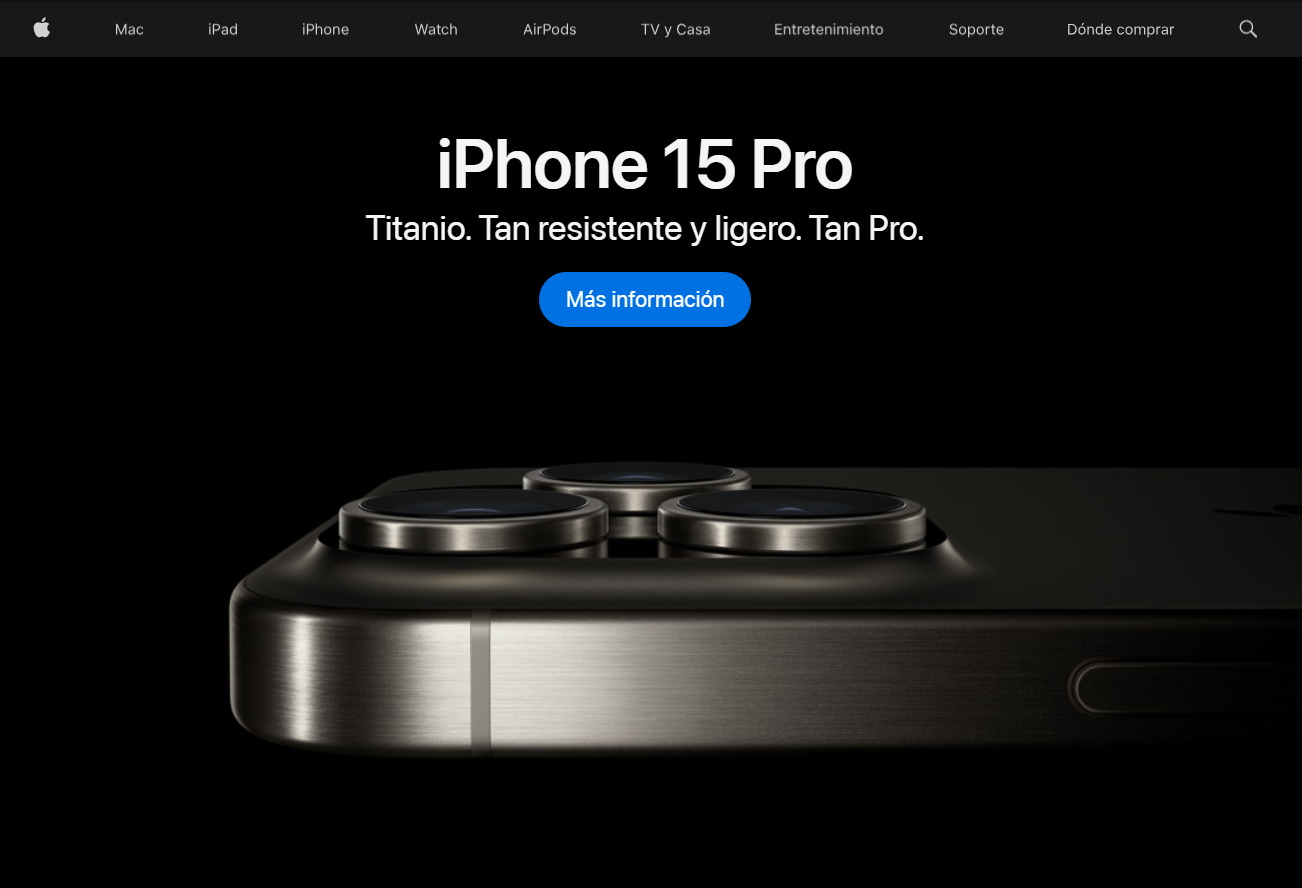 Mac iPad iPhone Watch AirPods TV y Casa Entretenimiento Soporte Dónde comprar
iPhone 15 Pro
Titanio. Tan resistente y ligero. Tan Pro.
Más información